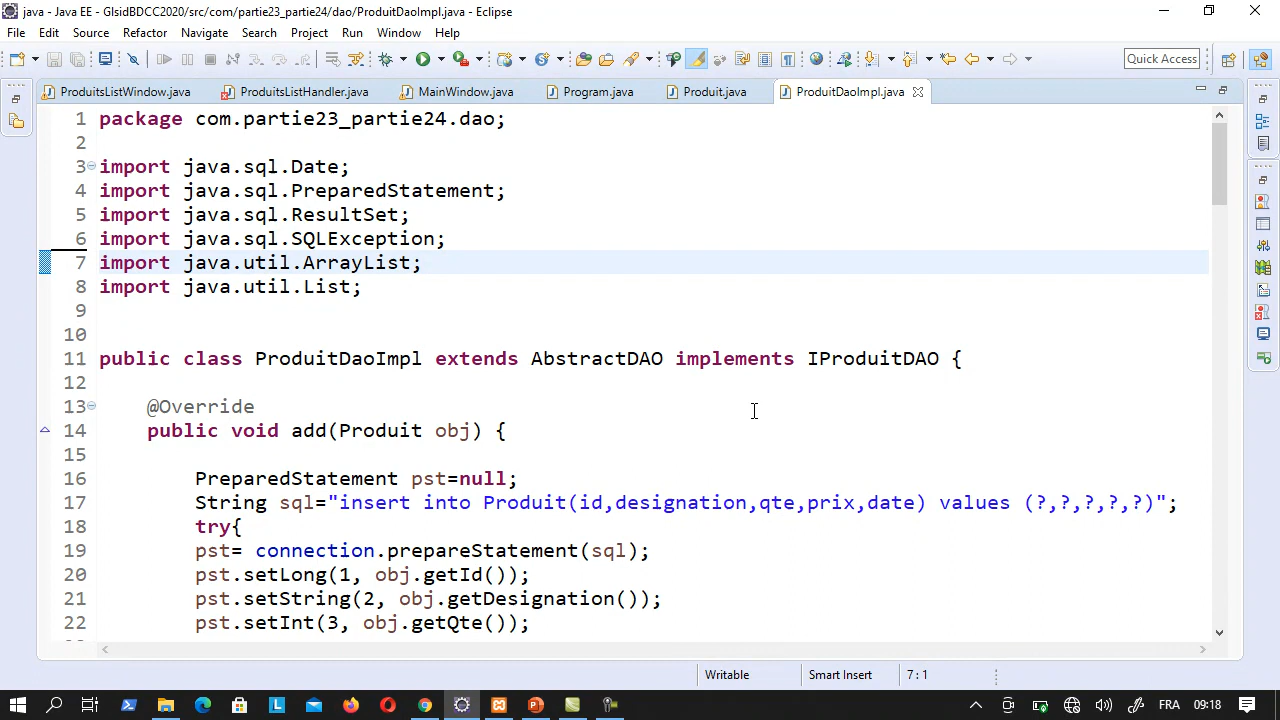 java - Java EE - GlsidBDCC2020/src/com/partie23_partie24/dao/ProduitDaoImpl.java - Eclipse
File Edit Source Refactor Navigate Search Project Run Window Help
Quick Access
ProduitsListWindow.java ProduitsListHandler.java MainWindow.java Program.java Produit.java ProduitDaoImpl.java
1 package com.partie23_partie24.dao;
2
3 import java.sql.Date;
4 import java.sql.PreparedStatement;
5 import java.sql.ResultSet;
6 import java.sql.SQLException;
7 import java.util.ArrayList;
8 import java.util.List;
9
10
11 public class ProduitDaoImpl extends AbstractDAO implements IProduitDAO {
12
13 @Override
14 public void add(Produit obj) {
15
16 PreparedStatement pst=null;
17 String sql="insert into Produit(id,designation,qte,prix,date) values (?,?,?,?,?)";
18 try{
19 pst= connection.prepareStatement(sql);
20 pst.setLong(1, obj.getId());
21 pst.setString(2, obj.getDesignation());
22 pst.setInt(3, obj.getQte());
Writable Smart Insert 7 : 1
FRA 09:18